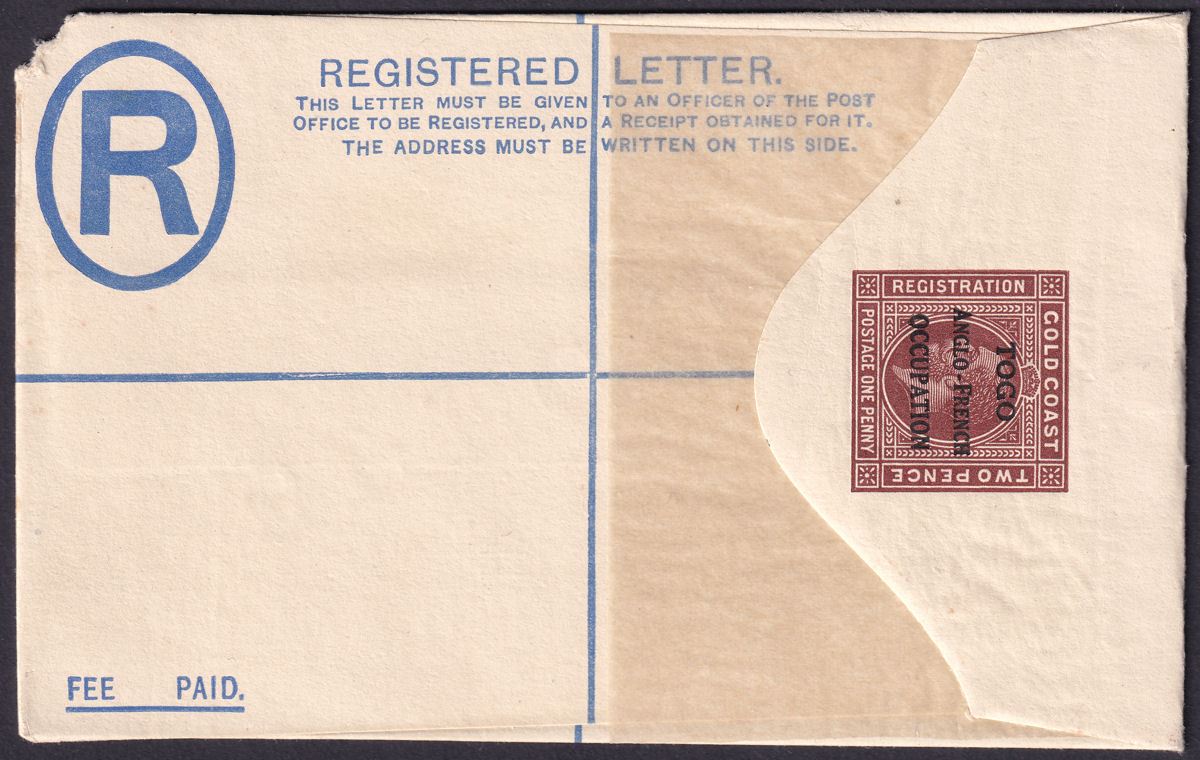 R
REGISTERED LETTER.
THIS LETTER MUST BE GIVEN TO AN OFFICER OF THE POST
OFFICE TO BE REGISTERED, AND A RECEIPT OBTAINED FOR IT.
THE ADDRESS MUST BE WRITTEN ON THIS SIDE.
REGISTRATION
GOLD COAST
TWO PENCE
POSTAGE ONE PENNY
TOGO
ANGLO-FRENCH
OCCUPATION
FEE PAID.